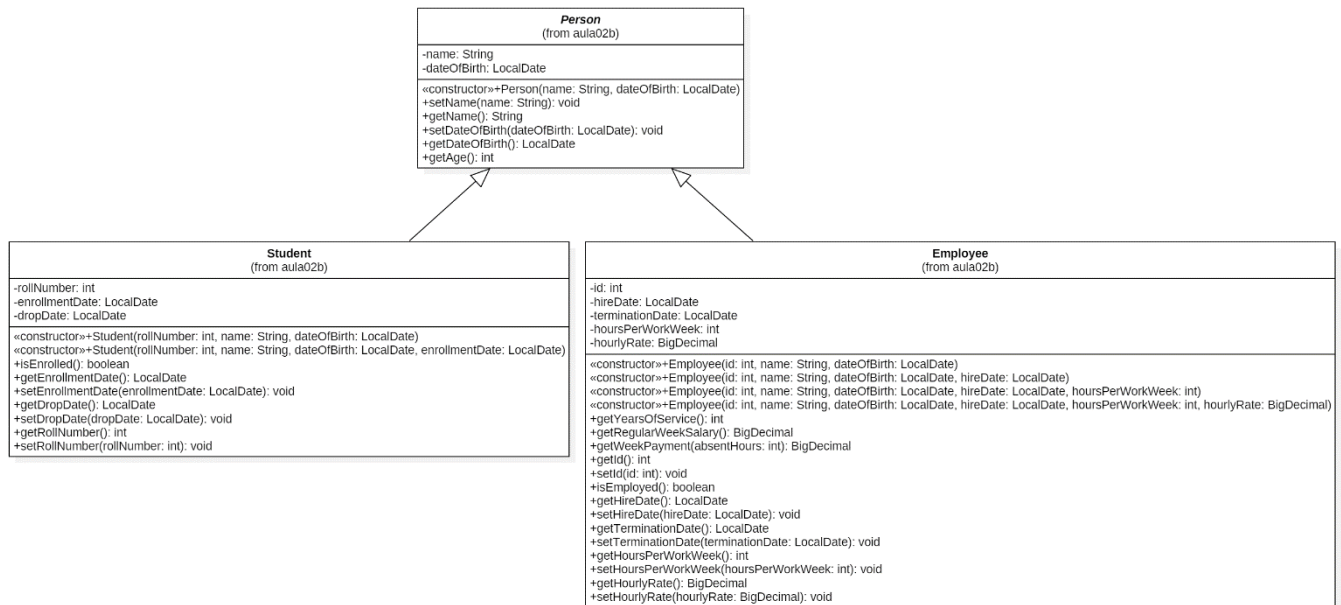 Person
(from aula02b)
-name: String
-dateOfBirth: LocalDate
«constructor»+Person(name: String, dateOfBirth: LocalDate)
+setName(name: String): void
+getName(): String
+setDateOfBirth(dateOfBirth: LocalDate): void
+getDateOfBirth(): LocalDate
+getAge(): int
Student
(from aula02b)
-rollNumber: int
-enrollmentDate: LocalDate
-dropDate: LocalDate
«constructor»+Student(rollNumber: int, name: String, dateOfBirth: LocalDate)
«constructor»+Student(rollNumber: int, name: String, dateOfBirth: LocalDate, enrollmentDate: LocalDate)
+isEnrolled(): boolean
+getEnrollmentDate(): LocalDate
+setEnrollmentDate(enrollmentDate: LocalDate): void
+getDropDate(): LocalDate
+setDropDate(dropDate: LocalDate): void
+getRollNumber(): int
+setRollNumber(rollNumber: int): void
Employee
(from aula02b)
-id: int
-hireDate: LocalDate
-terminationDate: LocalDate
-hoursPerWorkWeek: int
-hourlyRate: BigDecimal
«constructor»+Employee(id: int, name: String, dateOfBirth: LocalDate)
«constructor»+Employee(id: int, name: String, dateOfBirth: LocalDate, hireDate: LocalDate)
«constructor»+Employee(id: int, name: String, dateOfBirth: LocalDate, hireDate: LocalDate, hoursPerWorkWeek: int)
«constructor»+Employee(id: int, name: String, dateOfBirth: LocalDate, hireDate: LocalDate, hoursPerWorkWeek: int, hourlyRate: BigDecimal)
+getYearsOfService(): int
+getRegularWeekSalary(): BigDecimal
+getWeekPayment(absentHours: int): BigDecimal
+getId(): int
+setId(id: int): void
+isEmployed(): boolean
+getHireDate(): LocalDate
+setHireDate(hireDate: LocalDate): void
+getTerminationDate(): LocalDate
+setTerminationDate(terminationDate: LocalDate): void
+getHoursPerWorkWeek(): int
+setHoursPerWorkWeek(hoursPerWorkWeek: int): void
+getHourlyRate(): BigDecimal
+setHourlyRate(hourlyRate: BigDecimal): void